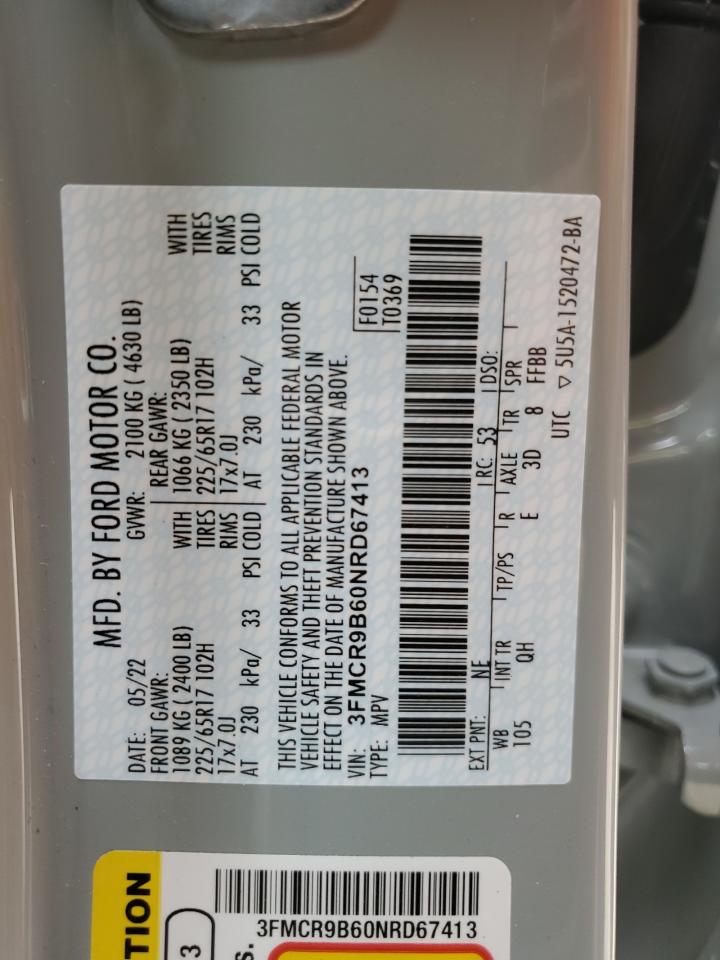 MFD. BY FORD MOTOR CO.
DATE: 05/22 GVWR: 2100 KG ( 4630 LB)
FRONT GAWR: REAR GAWR:
1089 KG ( 2400 LB) WITH 1066 KG ( 2350 LB) WITH
225/65R17 102H TIRES 225/65R17 102H TIRES
17x7.0J RIMS 17x7.0J RIMS
AT 230 kPa/ 33 PSI COLD AT 230 kPa/ 33 PSI COLD
THIS VEHICLE CONFORMS TO ALL APPLICABLE FEDERAL MOTOR
VEHICLE SAFETY AND THEFT PREVENTION STANDARDS IN
EFFECT ON THE DATE OF MANUFACTURE SHOWN ABOVE.
VIN: 3FMCR9B60NRD67413 F0154
TYPE: MPV T0369
EXT PNT: NE RC: 53 DSO:
WB INT TR TP/PS R AXLE TR SPR
105 QH E 3D 8 FFBB
UTC ▽ 5U5A-1520472-BA
TION
3
s.
3FMCR9B60NRD67413